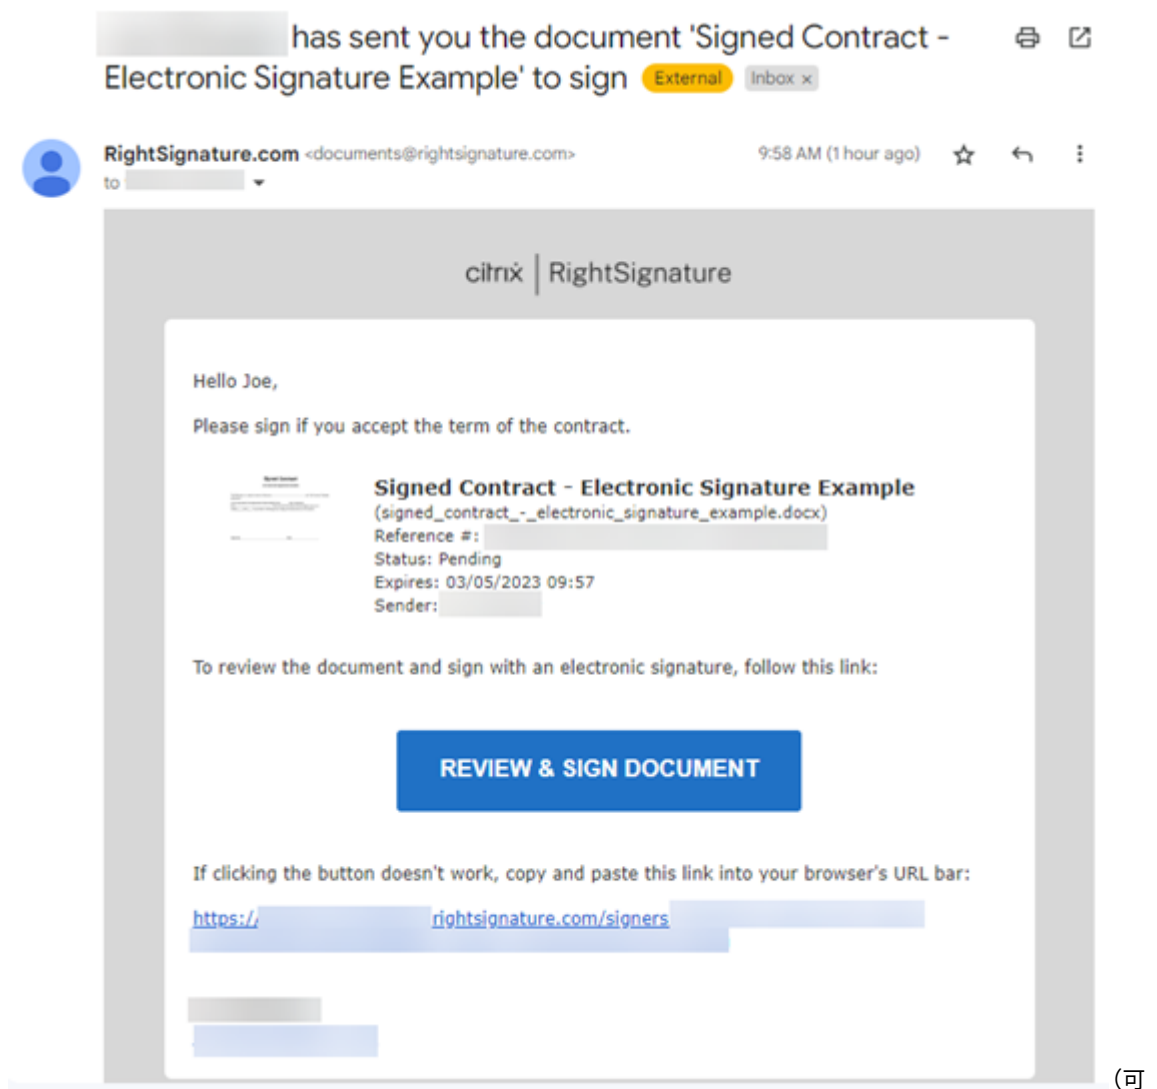 has sent you the document 'Signed Contract -
Electronic Signature Example' to sign External Inbox x
RightSignature.com <documents@rightsignature.com> 9:58 AM (1 hour ago)
to
citrix | RightSignature
Hello Joe,
Please sign if you accept the term of the contract.
Signed Contract - Electronic Signature Example
(signed_contract_-_electronic_signature_example.docx)
Reference #:
Status: Pending
Expires: 03/05/2023 09:57
Sender:
To review the document and sign with an electronic signature, follow this link:
REVIEW & SIGN DOCUMENT
If clicking the button doesn't work, copy and paste this link into your browser's URL bar:
https:// rightsignature.com/signers
(可